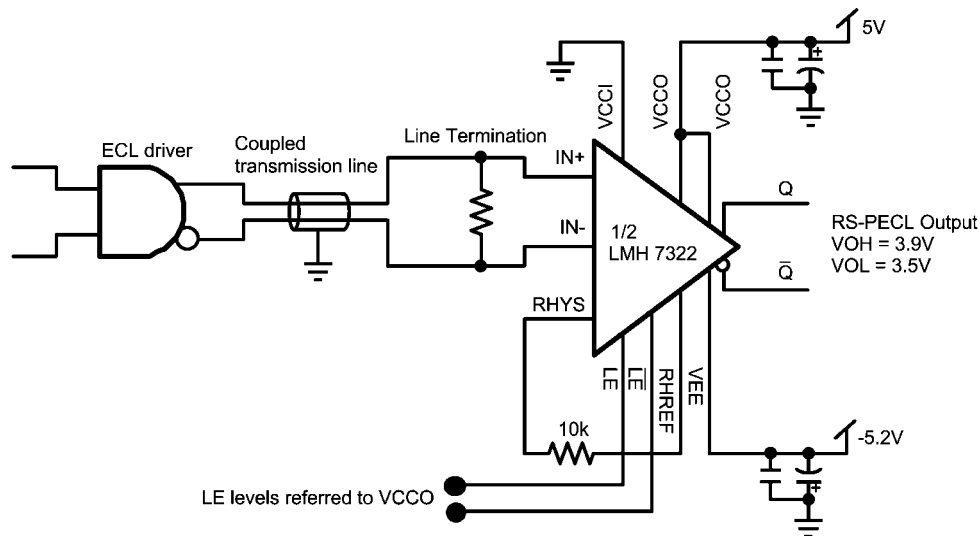 5V
VCCI
VCCO
VCCO
ECL driver
Coupled
transmission line
Line Termination
IN+
IN-
1/2
LMH 7322
Q
Q̅
RS-PECL Output
VOH = 3.9V
VOL = 3.5V
RHYS
LE
L̅E̅
RHREF
VEE
10k
-5.2V
LE levels referred to VCCO
+
+